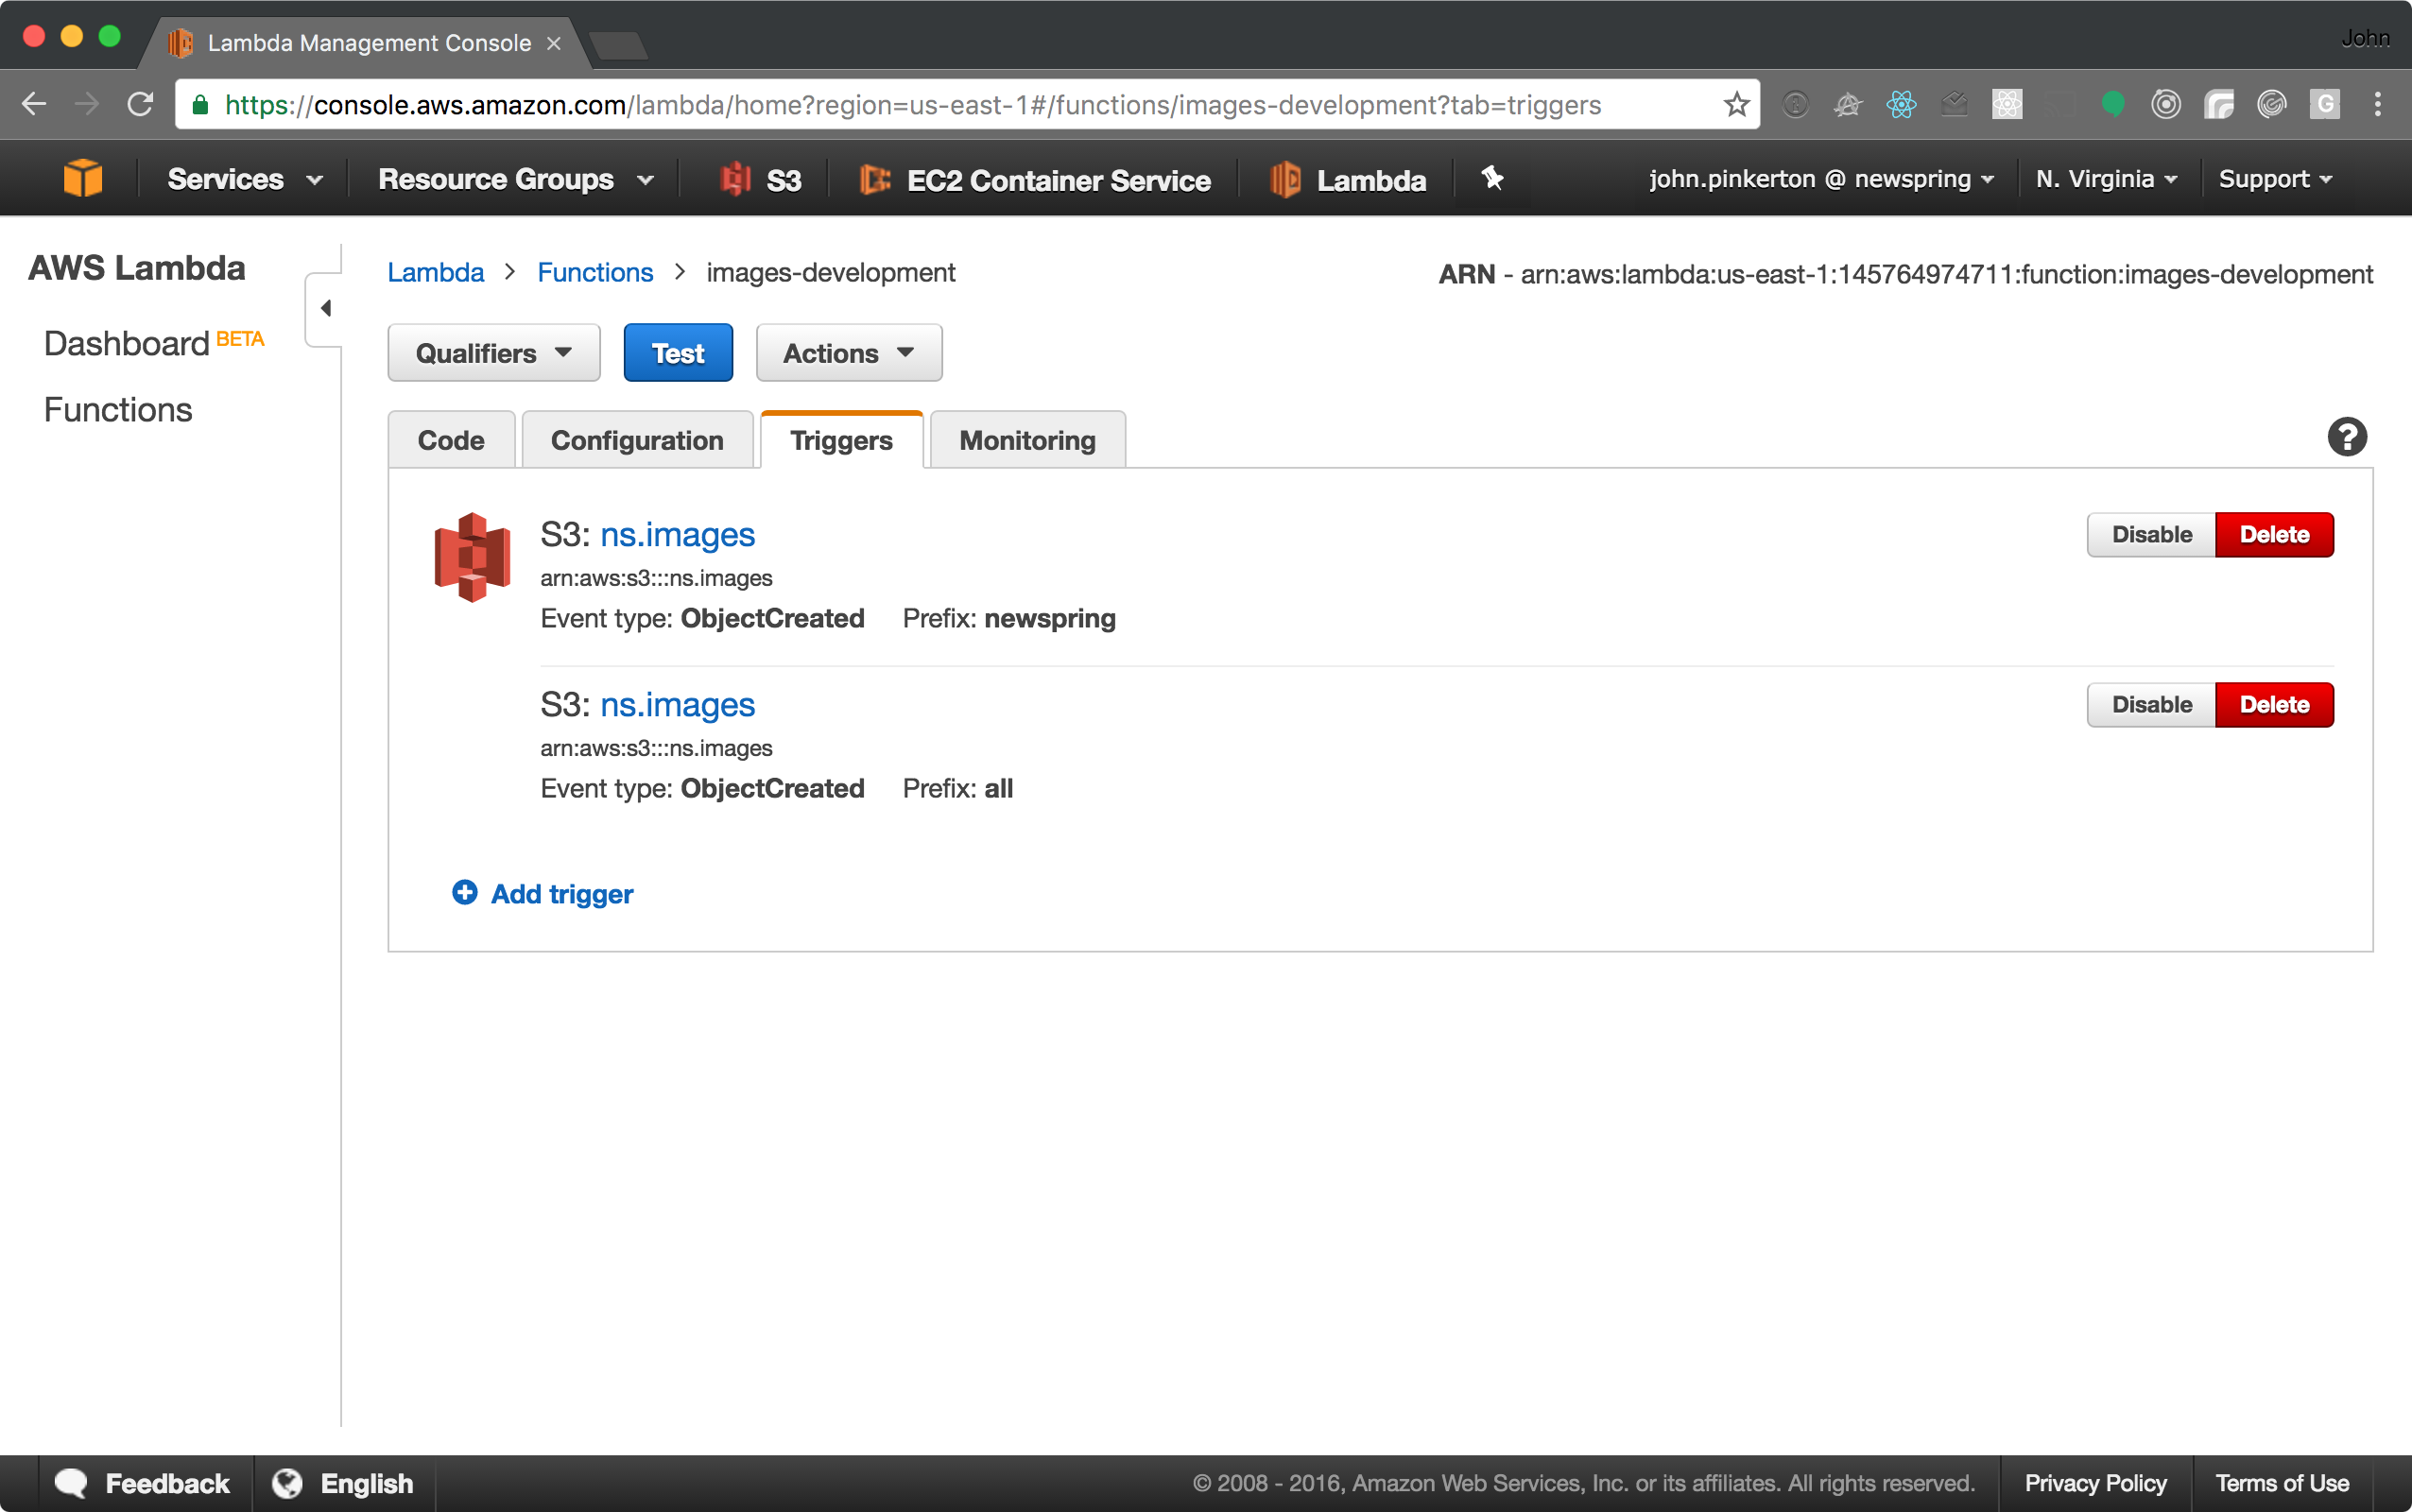 Lambda Management Console
John
https://console.aws.amazon.com/lambda/home?region=us-east-1#/functions/images-development?tab=triggers
G
Services Resource Groups S3 EC2 Container Service Lambda john.pinkerton @ newspring N. Virginia Support
AWS Lambda
Dashboard BETA
Functions
Lambda > Functions > images-development
ARN - arn:aws:lambda:us-east-1:145764974711:function:images-development
Qualifiers Test Actions
Code Configuration Triggers Monitoring
?
S3: ns.images
Disable Delete
arn:aws:s3:::ns.images
Event type: ObjectCreated Prefix: newspring
S3: ns.images
Disable Delete
arn:aws:s3:::ns.images
Event type: ObjectCreated Prefix: all
Add trigger
Feedback English © 2008 - 2016, Amazon Web Services, Inc. or its affiliates. All rights reserved. Privacy Policy Terms of Use